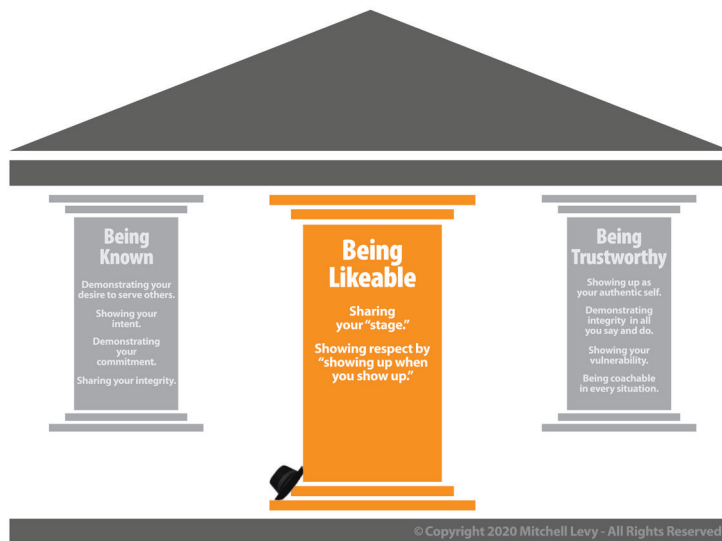 Being
Known
Demonstrating your
desire to serve others.
Showing your
intent.
Demonstrating
your
commitment.
Sharing your integrity.
Being
Likeable
Sharing
your “stage.”
Showing respect by
“showing up when
you show up.”
Being
Trustworthy
Showing up as
your authentic self.
Demonstrating
integrity in all
you say and do.
Showing your
vulnerability.
Being coachable
in every situation.
© Copyright 2020 Mitchell Levy - All Rights Reserved